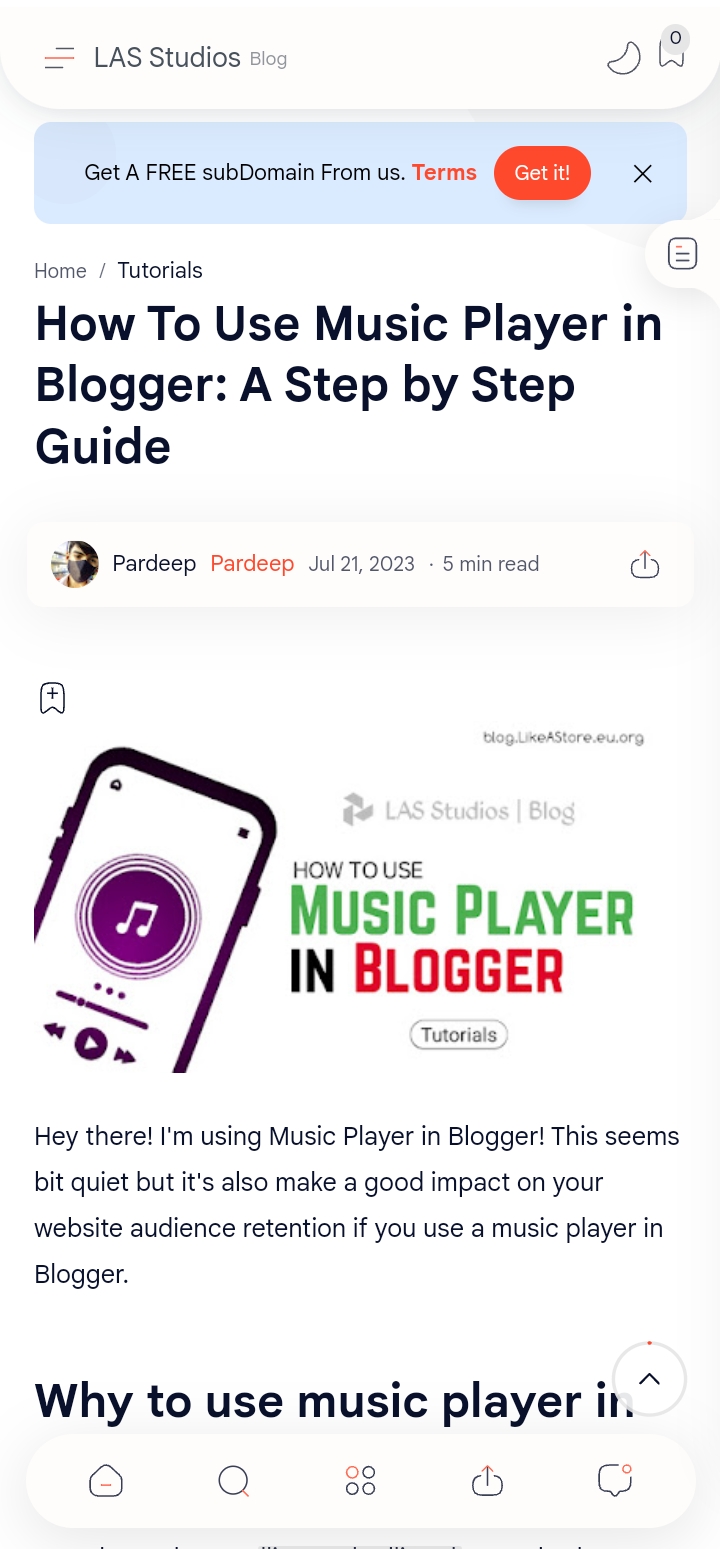 LAS Studios Blog
0
Get A FREE subDomain From us. Terms Get it!
Home / Tutorials
How To Use Music Player in
Blogger: A Step by Step
Guide
Pardeep Pardeep Jul 21, 2023 · 5 min read
blog.LikeAStore.eu.org
LAS Studios | Blog
HOW TO USE
MUSIC PLAYER
IN BLOGGER
Tutorials
Hey there! I'm using Music Player in Blogger! This seems
bit quiet but it's also make a good impact on your
website audience retention if you use a music player in
Blogger.
Why to use music player in